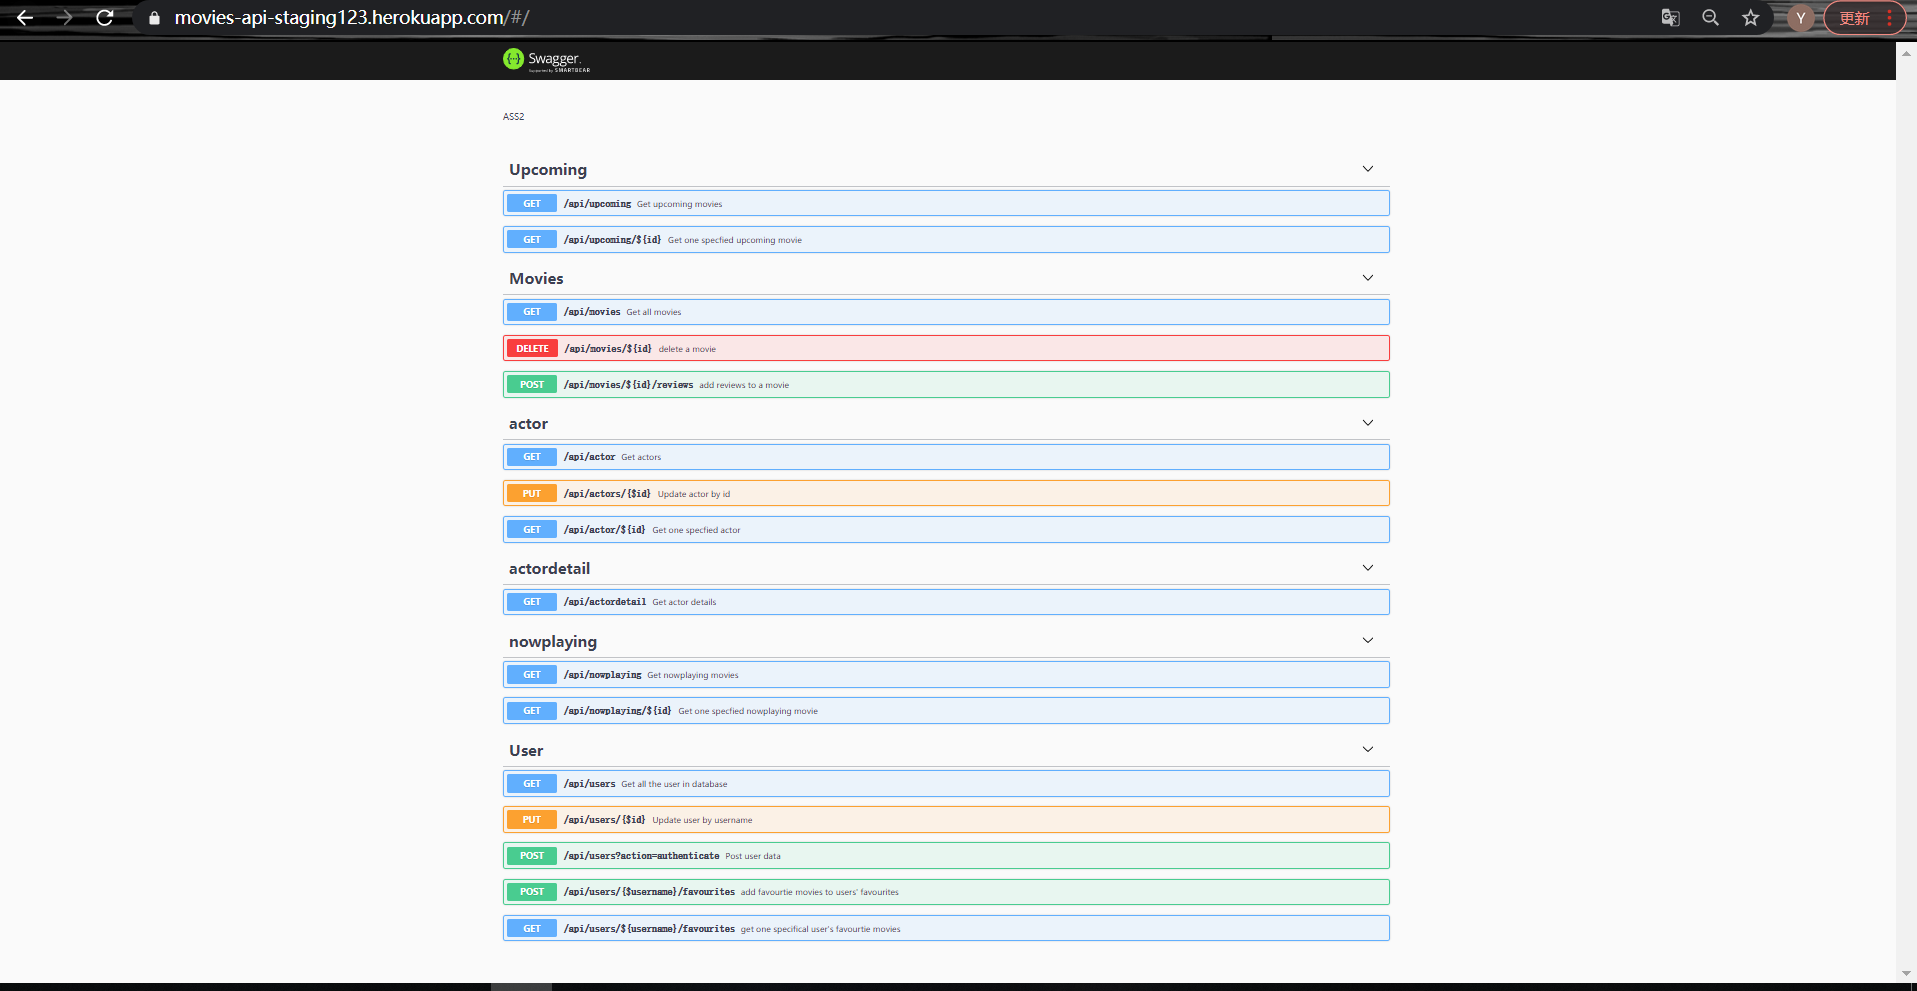 movies-api-staging123.herokuapp.com/#/
Y
更新
Swagger.
Supported by SMARTBEAR
ASS2
Upcoming
GET /api/upcoming Get upcoming movies
GET /api/upcoming/${id} Get one specfied upcoming movie
Movies
GET /api/movies Get all movies
DELETE /api/movies/${id} delete a movie
POST /api/movies/${id}/reviews add reviews to a movie
actor
GET /api/actor Get actors
PUT /api/actors/{$id} Update actor by id
GET /api/actor/${id} Get one specfied actor
actordetail
GET /api/actordetail Get actor details
nowplaying
GET /api/nowplaying Get nowplaying movies
GET /api/nowplaying/${id} Get one specfied nowplaying movie
User
GET /api/users Get all the user in database
PUT /api/users/{$id} Update user by username
POST /api/users?action=authenticate Post user data
POST /api/users/{$username}/favourites add favourtie movies to users' favourites
GET /api/users/${username}/favourites get one specifical user's favourtie movies